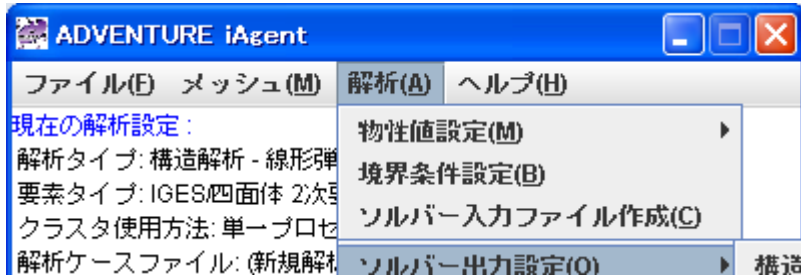 ADVENTURE iAgent
ファイル(F) メッシュ(M) 解析(A) ヘルプ(H)
現在の解析設定 :
解析タイプ: 構造解析 - 線形弾
要素タイプ: IGES/四面体 2次要
クラスタ使用方法: 単一プロセ
解析ケースファイル: (新規解析
物性値設定(M)
境界条件設定(B)
ソルバー入力ファイル作成(C)
ソルバー出力設定(O)
構造